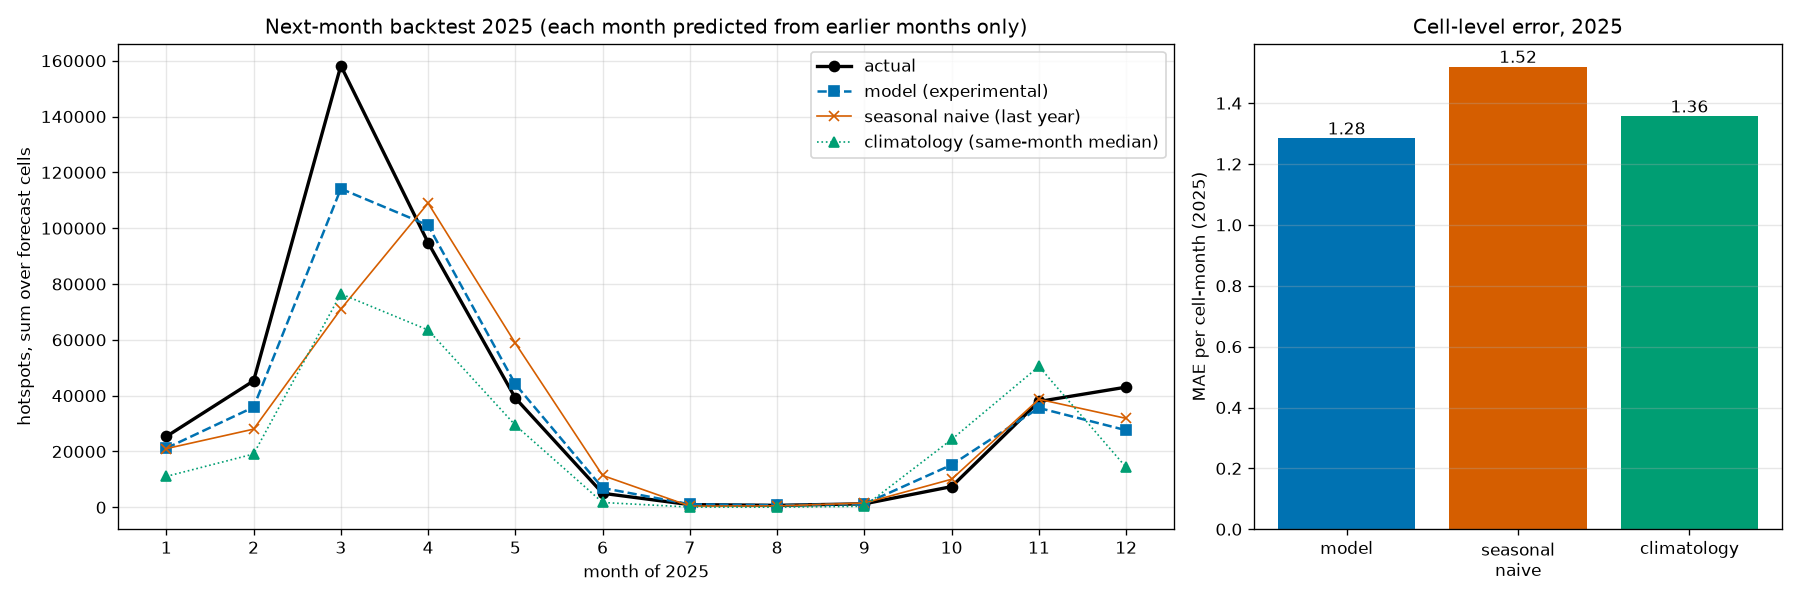 Next-month backtest 2025 (each month predicted from earlier months only)
hotspots, sum over forecast cells
160000
140000
120000
100000
80000
60000
40000
20000
0
actual
model (experimental)
seasonal naive (last year)
climatology (same-month median)
1 2 3 4 5 6 7 8 9 10 11 12
month of 2025
Cell-level error, 2025
MAE per cell-month (2025)
1.4
1.2
1.0
0.8
0.6
0.4
0.2
0.0
1.28
1.52
1.36
model
seasonal
naive
climatology